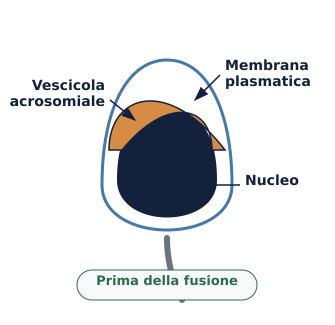 Membrana
plasmatica
Vescicola
acrosomiale
Nucleo
Prima della fusione